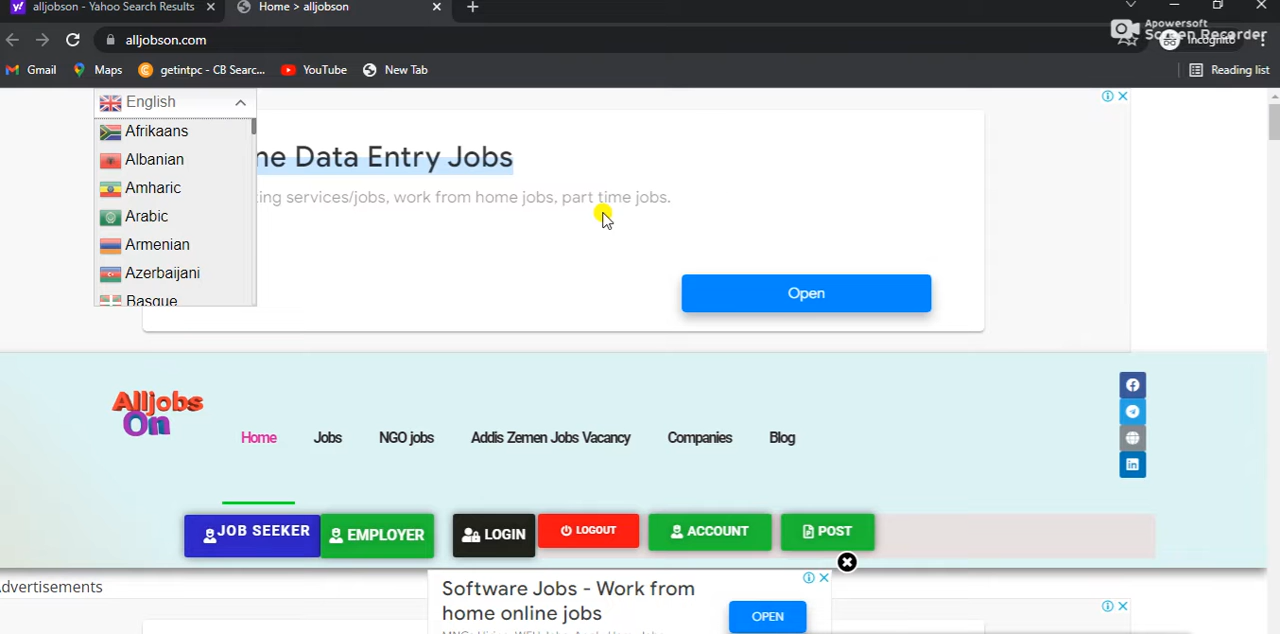 alljobson - Yahoo Search Results
Home > alljobson
alljobson.com
Apowersoft
Screen Recorder
Incognito
Gmail
Maps
getintpc - CB Searc...
YouTube
New Tab
Reading list
English
Afrikaans
Albanian
Amharic
Arabic
Armenian
Azerbaijani
Basque
ne Data Entry Jobs
ing services/jobs, work from home jobs, part time jobs.
Open
Alljobs
On
Home
Jobs
NGO jobs
Addis Zemen Jobs Vacancy
Companies
Blog
JOB SEEKER
EMPLOYER
LOGIN
LOGOUT
ACCOUNT
POST
dvertisements
Software Jobs - Work from
home online jobs
OPEN